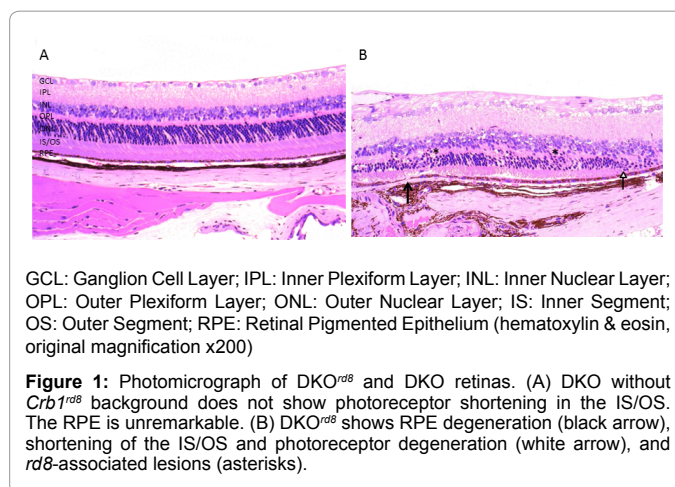 A
B
GCL
IPL
INL
OPL
ONL
IS/OS
RPE
GCL: Ganglion Cell Layer; IPL: Inner Plexiform Layer; INL: Inner Nuclear Layer;
OPL: Outer Plexiform Layer; ONL: Outer Nuclear Layer; IS: Inner Segment;
OS: Outer Segment; RPE: Retinal Pigmented Epithelium (hematoxylin & eosin,
original magnification x200)
Figure 1: Photomicrograph of DKOrd8 and DKO retinas. (A) DKO without
Crb1rd8 background does not show photoreceptor shortening in the IS/OS.
The RPE is unremarkable. (B) DKOrd8 shows RPE degeneration (black arrow),
shortening of the IS/OS and photoreceptor degeneration (white arrow), and
rd8-associated lesions (asterisks).